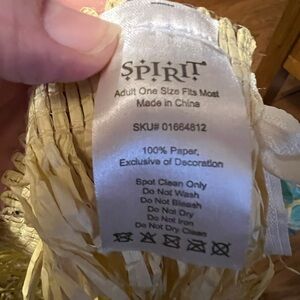 SPIRIT
Adult One Size Fits Most
Made in China
SKU# 01664812
100% Paper,
Exclusive of Decoration
Spot Clean Only
Do Not Wash
Do Not Bleash
Do Not Dry
Do Not Iron
Do Not Dry Clean